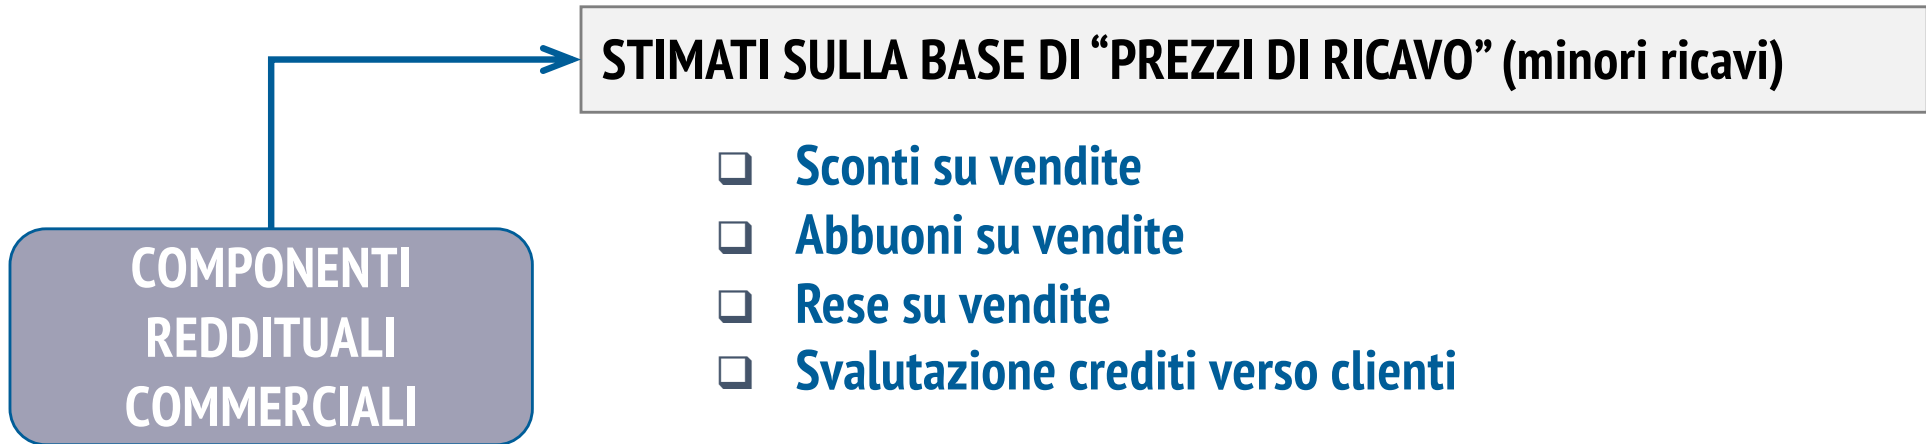 STIMATI SULLA BASE DI “PREZZI DI RICAVO” (minori ricavi)
Sconti su vendite
Abbuoni su vendite
Rese su vendite
Svalutazione crediti verso clienti
COMPONENTI
REDDITUALI
COMMERCIALI